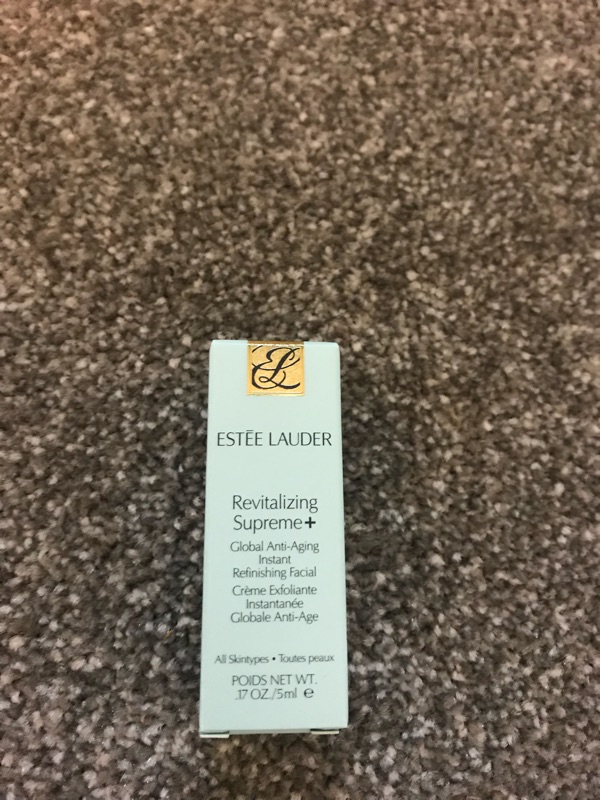 EL
ESTĒE LAUDER
Revitalizing
Supreme+
Global Anti-Aging
Instant
Refinishing Facial
Crème Exfoliante
Instantanée
Globale Anti-Age
All Skintypes • Toutes peaux
POIDS NET WT.
.17 OZ./5ml ℮